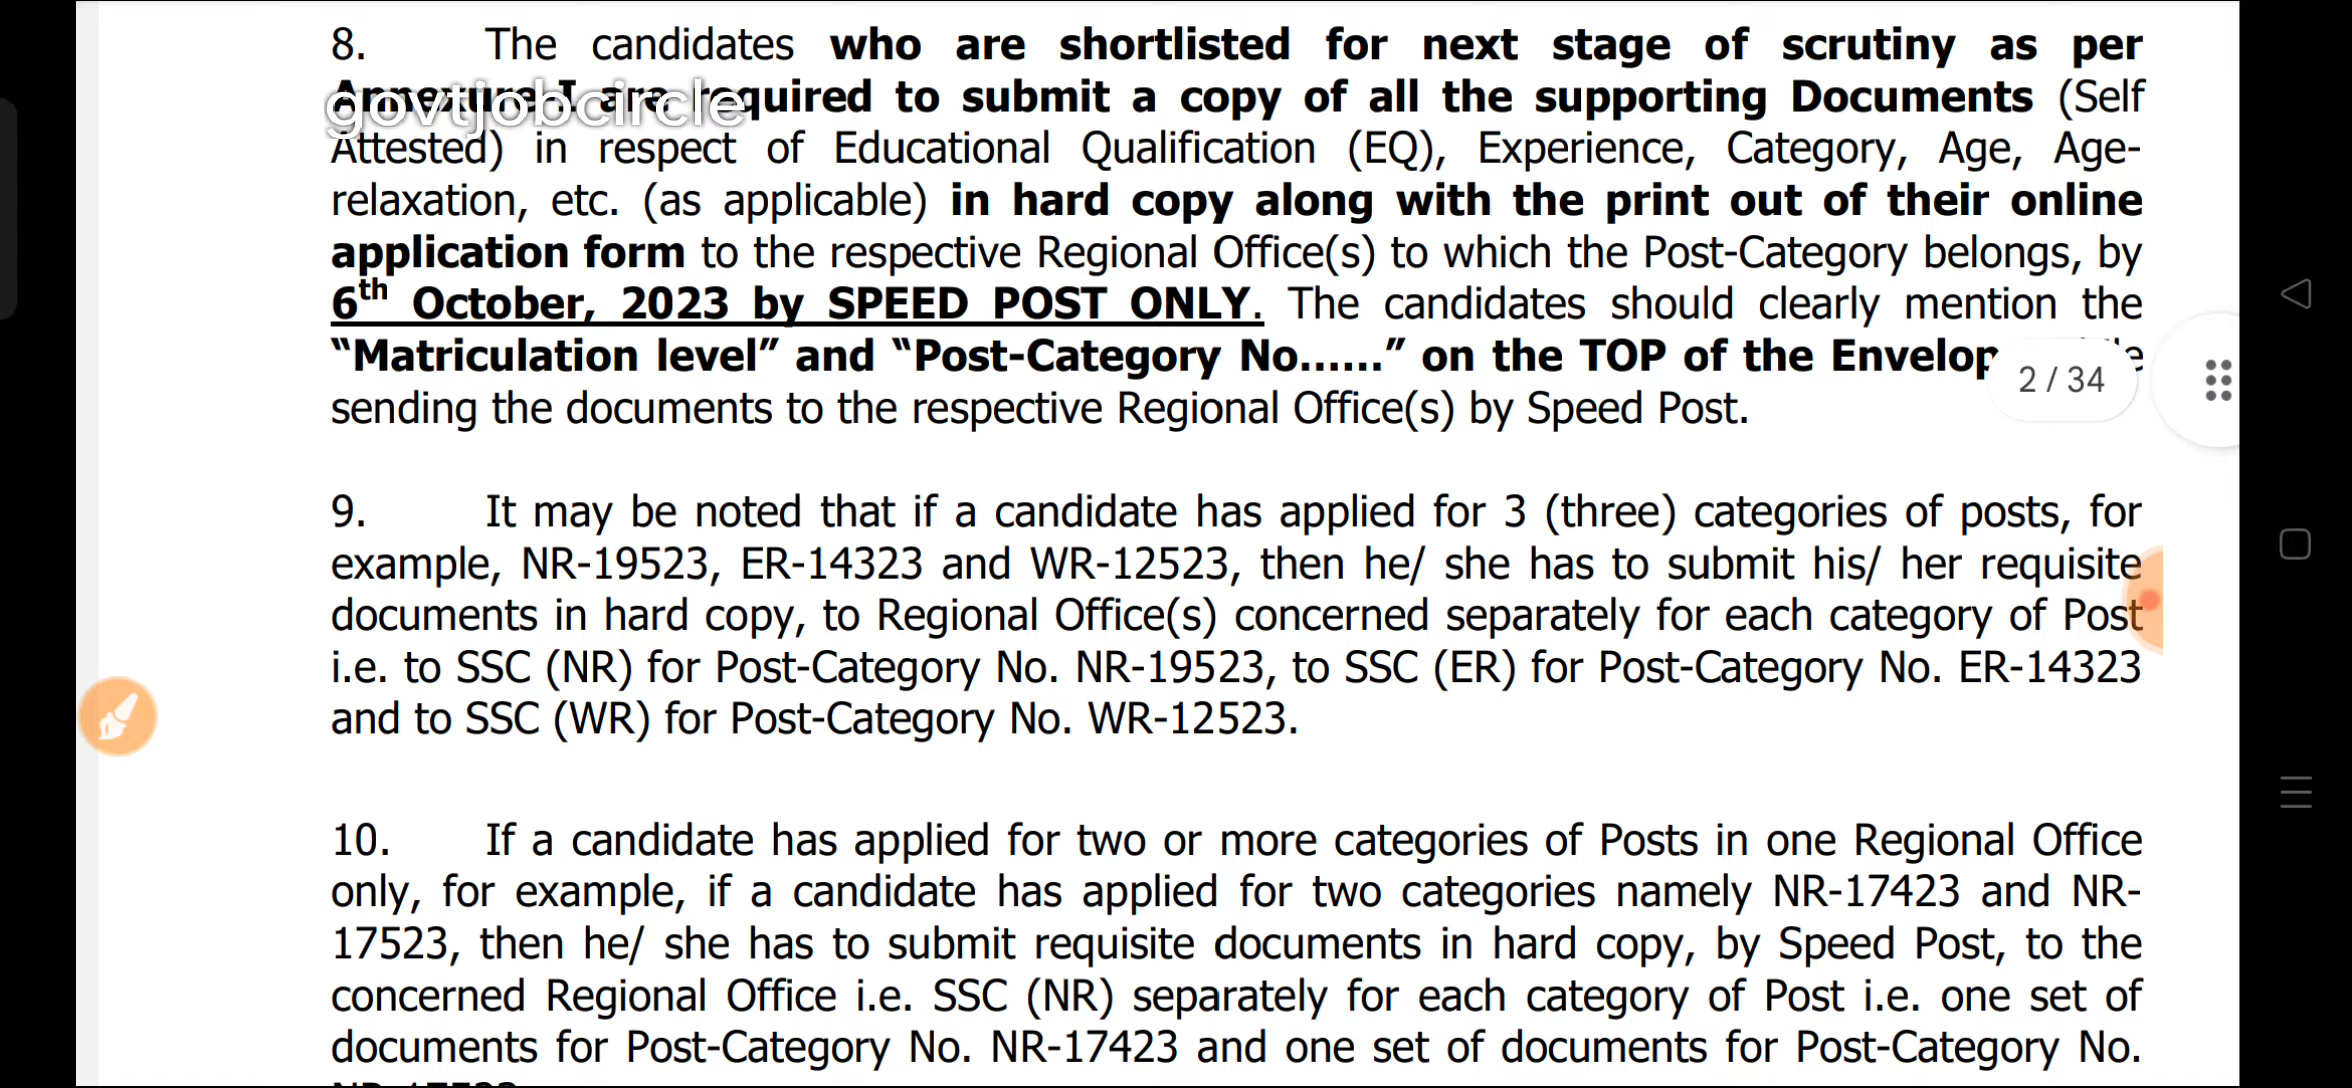 8. The candidates who are shortlisted for next stage of scrutiny as per
Annexure-I are required to submit a copy of all the supporting Documents (Self
govtjobcircle
Attested) in respect of Educational Qualification (EQ), Experience, Category, Age, Age-
relaxation, etc. (as applicable) in hard copy along with the print out of their online
application form to the respective Regional Office(s) to which the Post-Category belongs, by
6th October, 2023 by SPEED POST ONLY. The candidates should clearly mention the
“Matriculation level” and “Post-Category No......” on the TOP of the
2 / 34
sending the documents to the respective Regional Office(s) by Speed Post.
9. It may be noted that if a candidate has applied for 3 (three) categories of posts, for
example, NR-19523, ER-14323 and WR-12523, then he/ she has to submit his/ her requisite
documents in hard copy, to Regional Office(s) concerned separately for each category of Post
i.e. to SSC (NR) for Post-Category No. NR-19523, to SSC (ER) for Post-Category No. ER-14323
and to SSC (WR) for Post-Category No. WR-12523.
10. If a candidate has applied for two or more categories of Posts in one Regional Office
only, for example, if a candidate has applied for two categories namely NR-17423 and NR-
17523, then he/ she has to submit requisite documents in hard copy, by Speed Post, to the
concerned Regional Office i.e. SSC (NR) separately for each category of Post i.e. one set of
documents for Post-Category No. NR-17423 and one set of documents for Post-Category No.